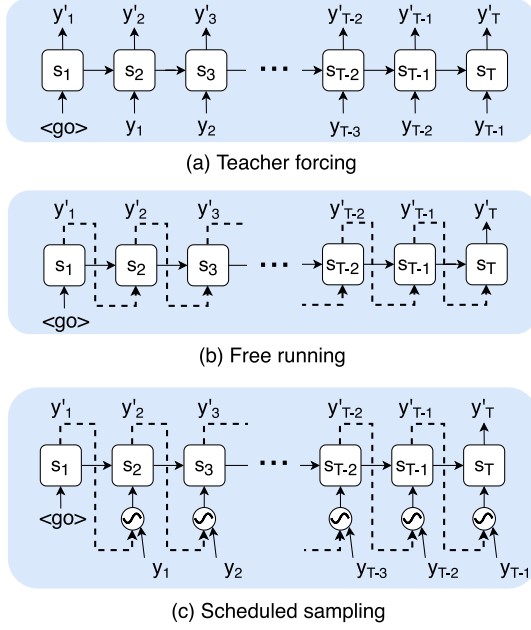 y'1 y'2 y'3 y'T-2 y'T-1 y'T
s1 s2 s3 ... sT-2 sT-1 sT
<go> y1 y2 yT-3 yT-2 yT-1
(a) Teacher forcing
y'1 y'2 y'3 y'T-2 y'T-1 y'T
s1 s2 s3 ... sT-2 sT-1 sT
<go>
(b) Free running
y'1 y'2 y'3 y'T-2 y'T-1 y'T
s1 s2 s3 ... sT-2 sT-1 sT
<go>
y1 y2 yT-3 yT-2 yT-1
(c) Scheduled sampling